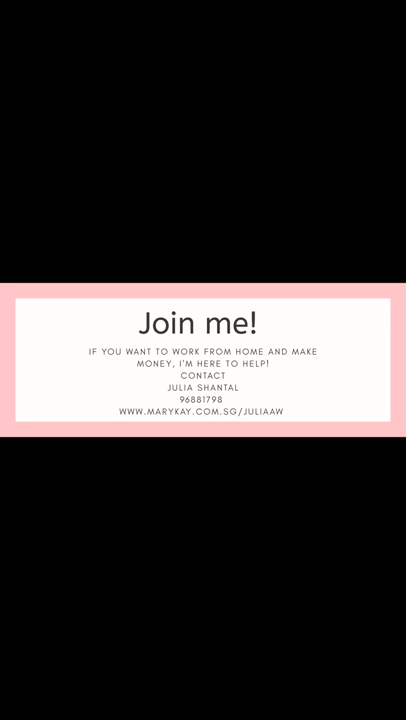 Join me!
IF YOU WANT TO WORK FROM HOME AND MAKE
MONEY, I'M HERE TO HELP!
CONTACT
JULIA SHANTAL
96881798
WWW.MARYKAY.COM.SG/JULIAAW